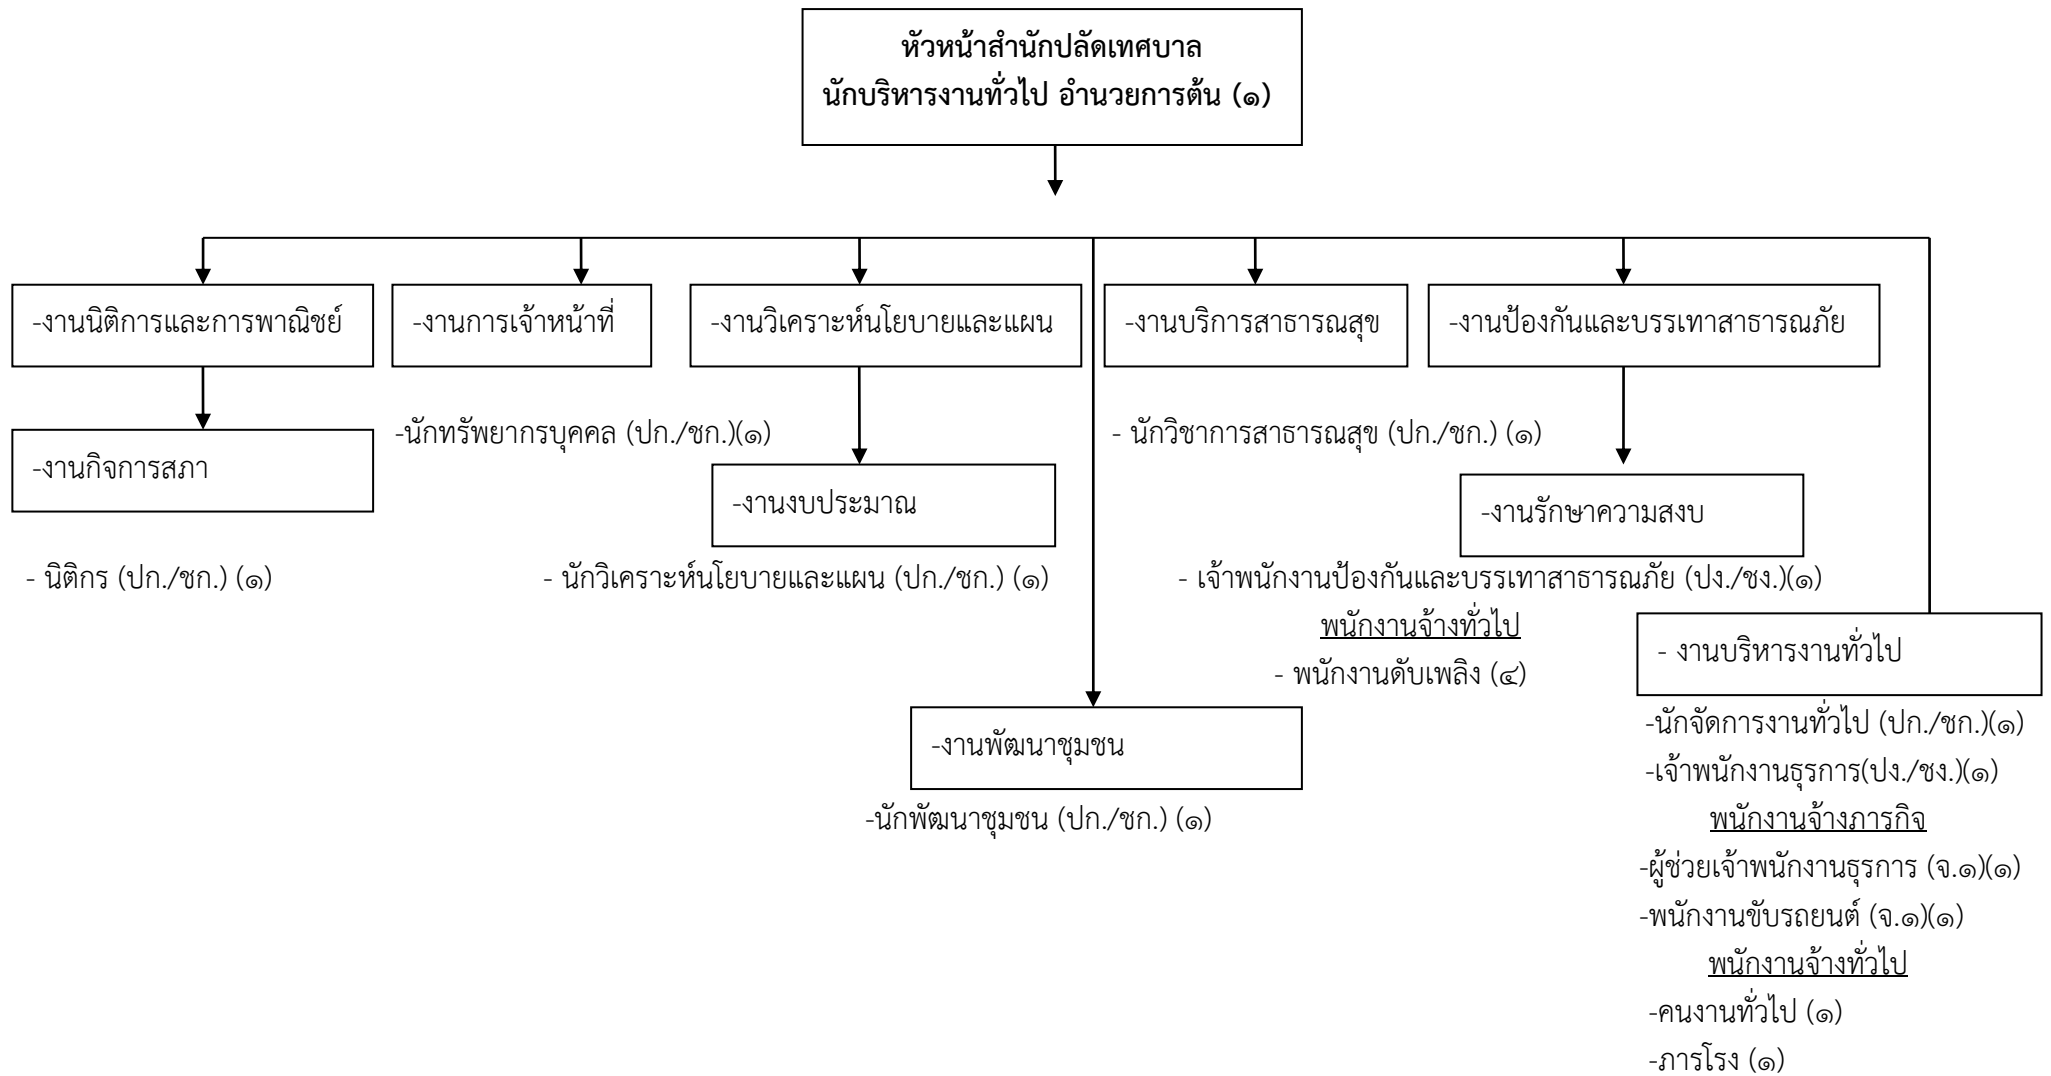 หัวหน้าสำนักปลัดเทศบาล
นักบริหารงานทั่วไป อำนวยการต้น (๑)
-งานนิติการและการพาณิชย์
-งานการเจ้าหน้าที่
-งานวิเคราะห์นโยบายและแผน
-งานบริการสาธารณสุข
-งานป้องกันและบรรเทาสาธารณภัย
-งานกิจการสภา
-นักทรัพยากรบุคคล (ปก./ชก.)(๑)
- นักวิชาการสาธารณสุข (ปก./ชก.) (๑)
-งานงบประมาณ
-งานรักษาความสงบ
- นิติกร (ปก./ชก.) (๑)
- นักวิเคราะห์นโยบายและแผน (ปก./ชก.) (๑)
- เจ้าพนักงานป้องกันและบรรเทาสาธารณภัย (ปง./ชง.)(๑)
พนักงานจ้างทั่วไป
- พนักงานดับเพลิง (๔)
- งานบริหารงานทั่วไป
-งานพัฒนาชุมชน
-นักพัฒนาชุมชน (ปก./ชก.) (๑)
-นักจัดการงานทั่วไป (ปก./ชก.)(๑)
-เจ้าพนักงานธุรการ(ปง./ชง.)(๑)
พนักงานจ้างภารกิจ
-ผู้ช่วยเจ้าพนักงานธุรการ (จ.๑)(๑)
-พนักงานขับรถยนต์ (จ.๑)(๑)
พนักงานจ้างทั่วไป
-คนงานทั่วไป (๑)
-ภารโรง (๑)